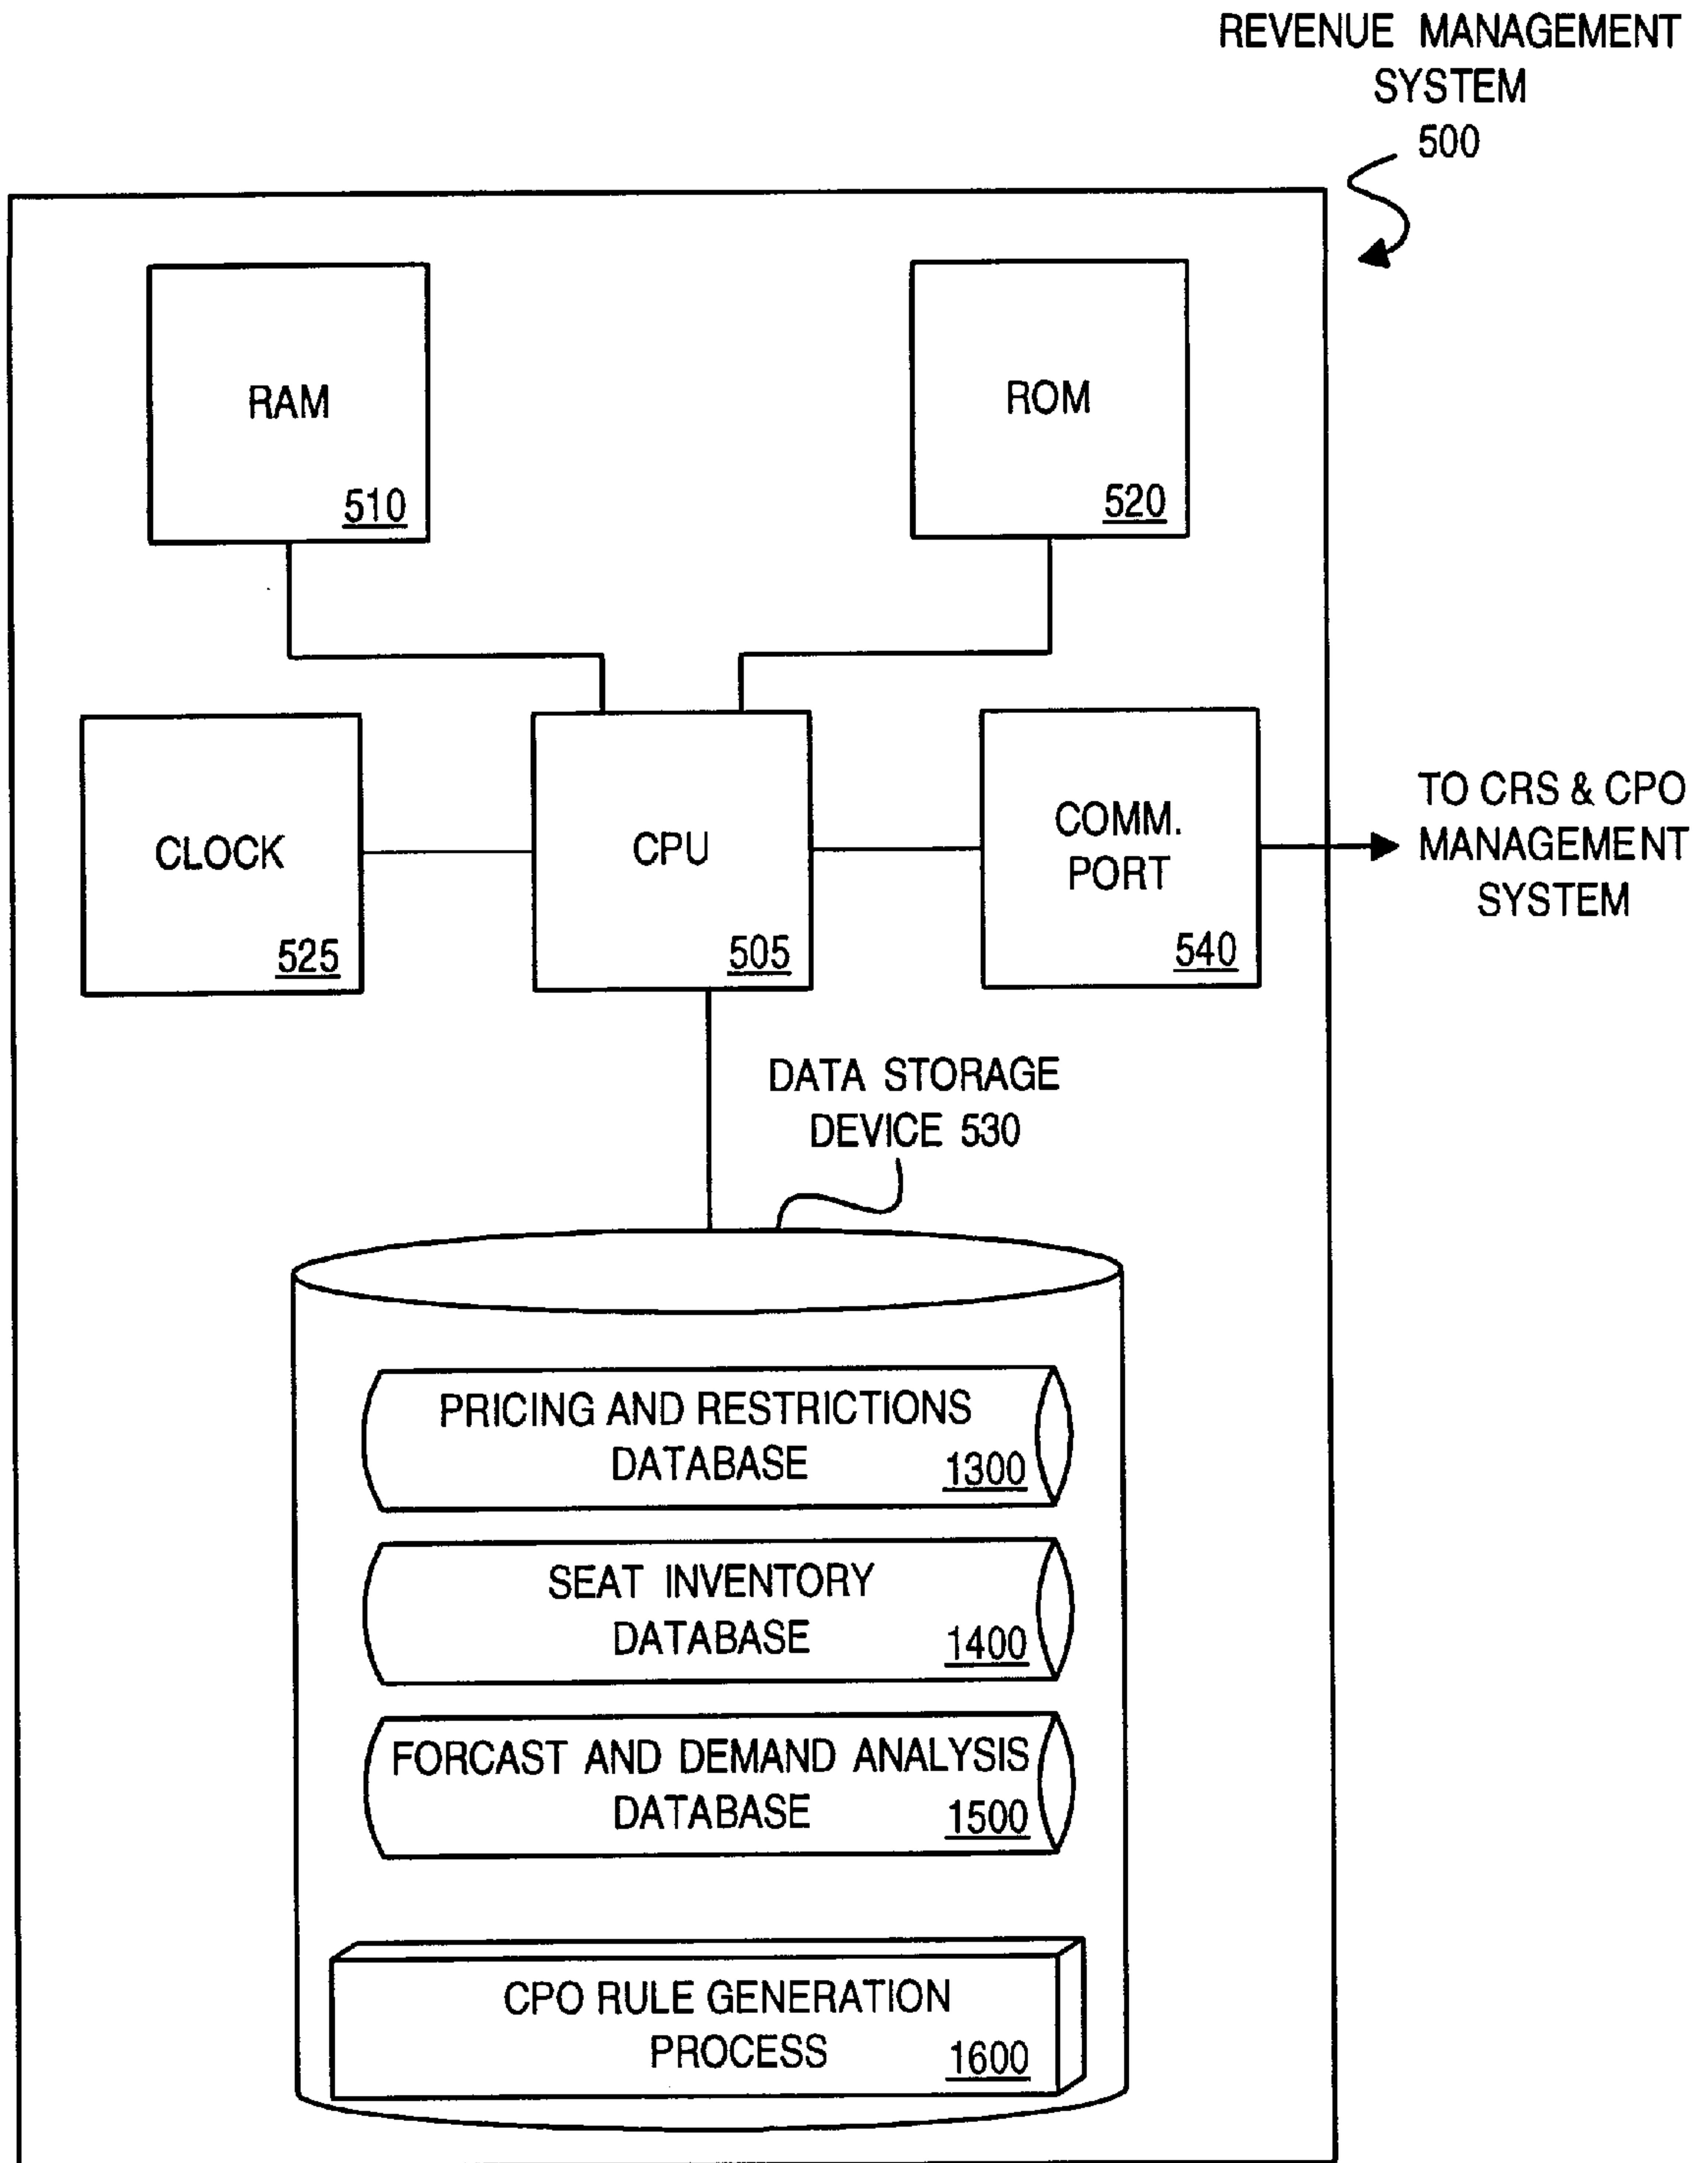 REVENUE MANAGEMENT
SYSTEM
500
RAM
510
ROM
520
CLOCK
525
CPU
505
COMM.
PORT
540
TO CRS & CPO
MANAGEMENT
SYSTEM
DATA STORAGE
DEVICE 530
PRICING AND RESTRICTIONS
DATABASE 1300
SEAT INVENTORY
DATABASE 1400
FORCAST AND DEMAND ANALYSIS
DATABASE 1500
CPO RULE GENERATION
PROCESS 1600